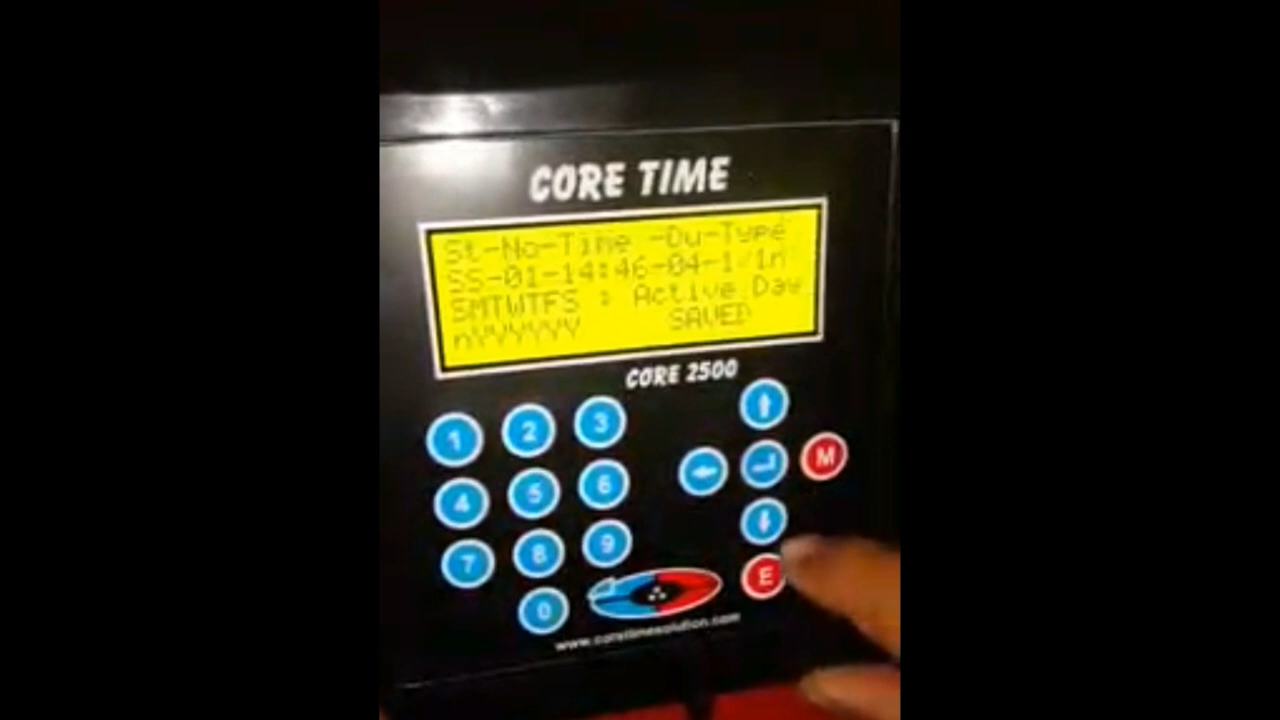 CORE TIME
St-No-Time -Du-Type
SS-01-14:46-04-1/1n
SMTWTFS : Active Day
nYYYYYY SAVED
CORE 2500
1 2 3
4 5 6 M
7 8 9
E
0
www.coretimesolution.com